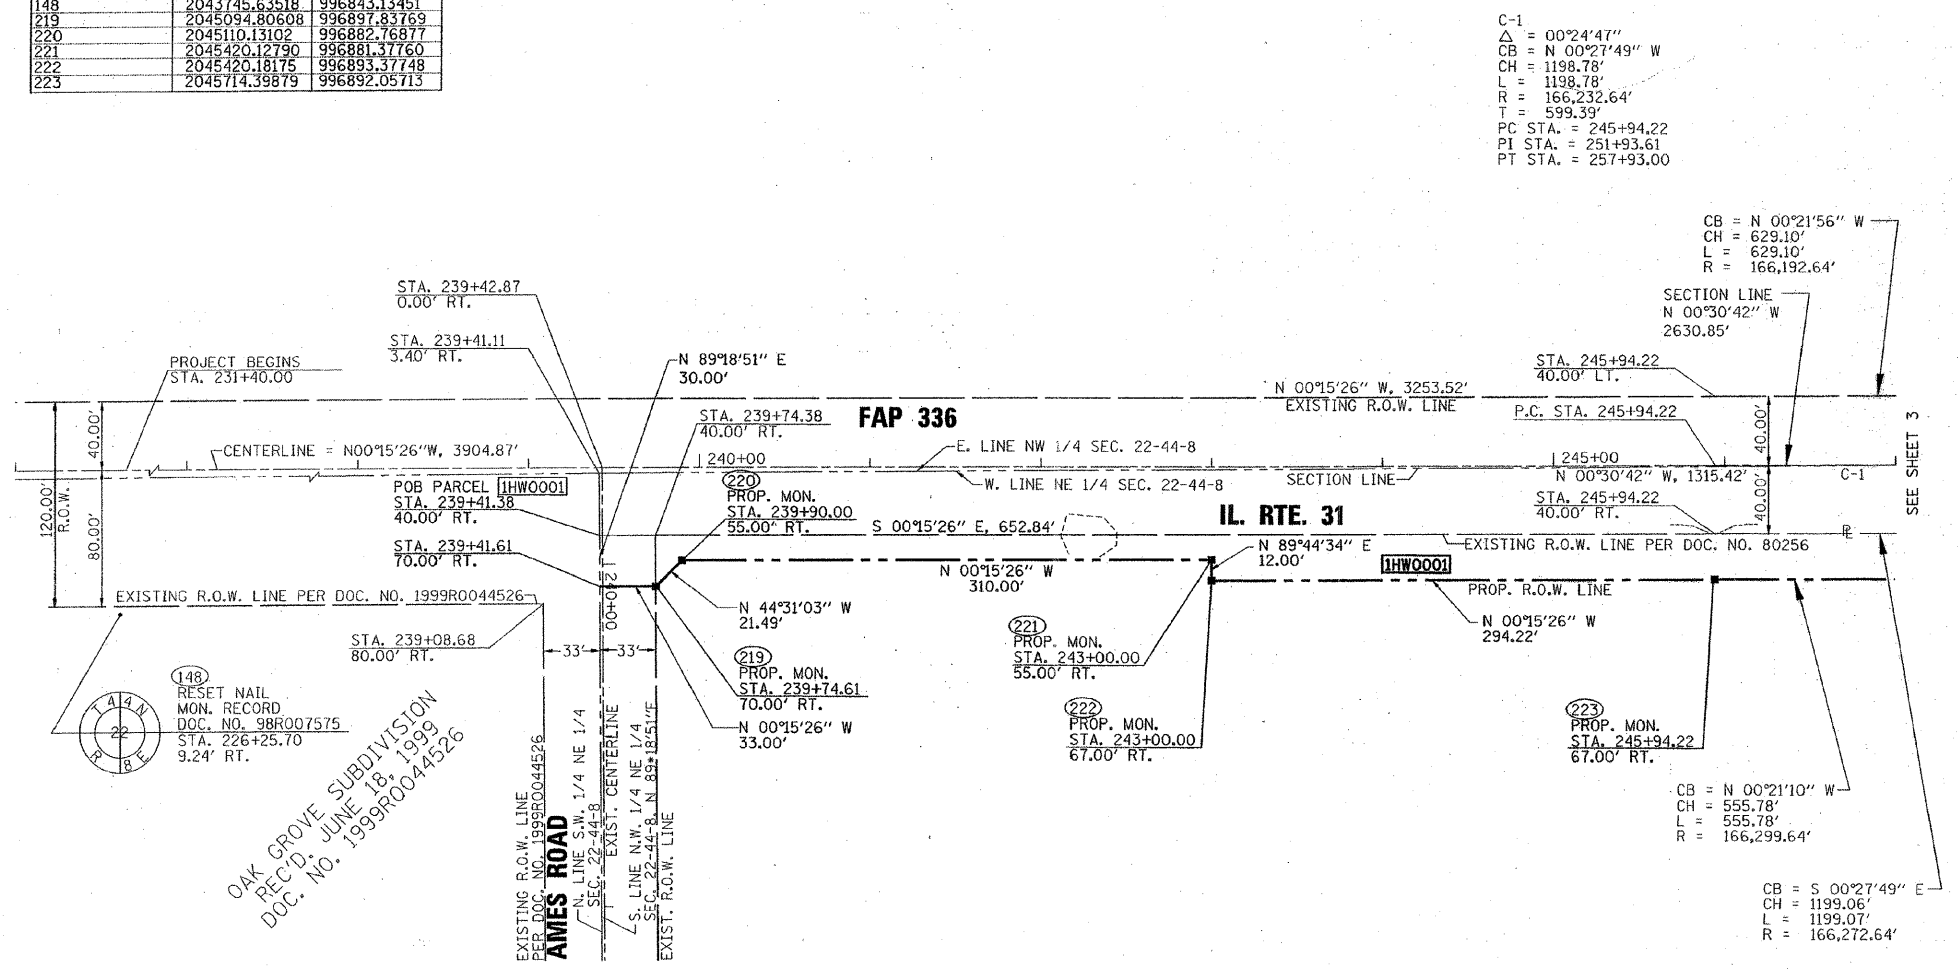 148 2043745.63518 996843.13451
219 2045094.80608 996897.83769
220 2045110.13102 996882.76877
221 2045420.12790 996881.37760
222 2045420.18175 996893.37748
223 2045714.39879 996892.05713
C-1
△ = 00°24'47"
CB = N 00°27'49" W
CH = 1198.78'
L = 1198.78'
R = 166,232.64'
T = 599.39'
PC STA. = 245+94.22
PI STA. = 251+93.61
PT STA. = 257+93.00
CB = N 00°21'56" W
CH = 629.10'
L = 629.10'
R = 166,192.64'
SECTION LINE
N 00°30'42" W
2630.85'
STA. 239+42.87
0.00' RT.
STA. 239+41.11
3.40' RT.
PROJECT BEGINS
STA. 231+40.00
N 89°18'51" E
30.00'
STA. 245+94.22
40.00' LT.
N 00°15'26" W, 3253.52'
EXISTING R.O.W. LINE
STA. 239+74.38
40.00' RT.
FAP 336
P.C. STA. 245+94.22
40.00'
40.00'
SEE SHEET 3
CENTERLINE = N00°15'26"W, 3904.87'
E. LINE NW 1/4 SEC. 22-44-8
240+00
245+00
120.00'
R.O.W.
80.00'
POB PARCEL 1HW0001
STA. 239+41.38
40.00' RT.
220
PROP. MON.
STA. 239+90.00
55.00' RT.
W. LINE NE 1/4 SEC. 22-44-8
SECTION LINE
N 00°30'42" W, 1315.42'
C-1
STA. 245+94.22
40.00' RT.
40.00'
S 00°15'26" E, 652.84'
IL. RTE. 31
STA. 239+41.61
70.00' RT.
N 89°44'34" E
12.00'
EXISTING R.O.W. LINE PER DOC. NO. 80256
1HW0001
N 00°15'26" W
310.00'
PROP. R.O.W. LINE
EXISTING R.O.W. LINE PER DOC. NO. 1999R0044526
240+00
N 44°31'03" W
21.49'
N 00°15'26" W
294.22'
STA. 239+08.68
80.00' RT.
33'
33'
221
PROP. MON.
STA. 243+00.00
55.00' RT.
219
PROP. MON.
STA. 239+74.61
70.00' RT.
148
RESET NAIL
MON. RECORD
DOC. NO. 98R007575
STA. 226+25.70
9.24' RT.
T 44 N
22
R 8 E
222
PROP. MON.
STA. 243+00.00
67.00' RT.
223
PROP. MON.
STA. 245+94.22
67.00' RT.
N 00°15'26" W
33.00'
OAK GROVE SUBDIVISION
REC'D. JUNE 18, 1999
DOC. NO. 1999R0044526
EXISTING R.O.W. LINE
PER DOC. NO. 1999R0044526
AMES ROAD
N. LINE S.W. 1/4 NE 1/4
SEC. 22-44-8
EXIST. CENTERLINE
S. LINE N.W. 1/4 NE 1/4
SEC. 22-44-8, N 89°18'51"E
EXIST. R.O.W. LINE
CB = N 00°21'10" W
CH = 555.78'
L = 555.78'
R = 166,299.64'
CB = S 00°27'49" E
CH = 1199.06'
L = 1199.07'
R = 166,272.64'